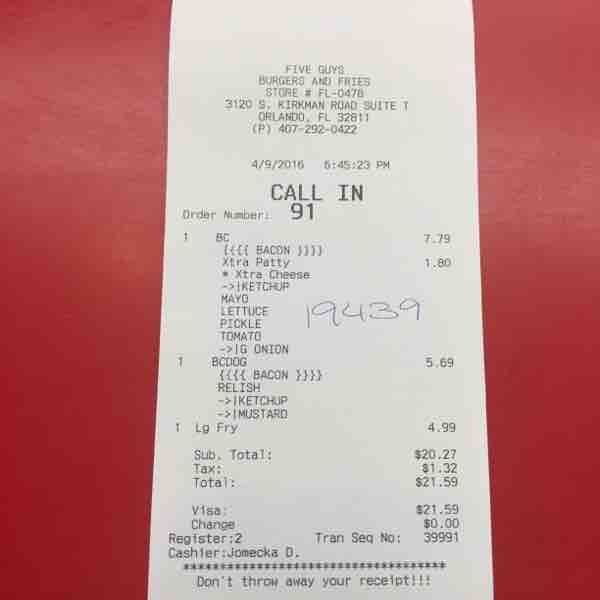 FIVE GUYS
BURGERS AND FRIES
STORE # FL-0478
3120 S. KIRKMAN ROAD SUITE T
ORLANDO, FL 32811
(P) 407-292-0422
4/9/2016 6:45:23 PM
CALL IN
Order Number: 91
1 BC 7.79
{{{{ BACON }}}}
Xtra Patty 1.80
* Xtra Cheese
->|KETCHUP
MAYO
LETTUCE
19439
PICKLE
TOMATO
->|G ONION
1 BCDOG 5.69
{{{{ BACON }}}}
RELISH
->|KETCHUP
->|MUSTARD
1 Lg Fry 4.99
Sub. Total: $20.27
Tax: $1.32
Total: $21.59
Visa: $21.59
Change $0.00
Register:2 Tran Seq No: 39991
Cashier:Jomecka D.
****************************************
Don't throw away your receipt!!!